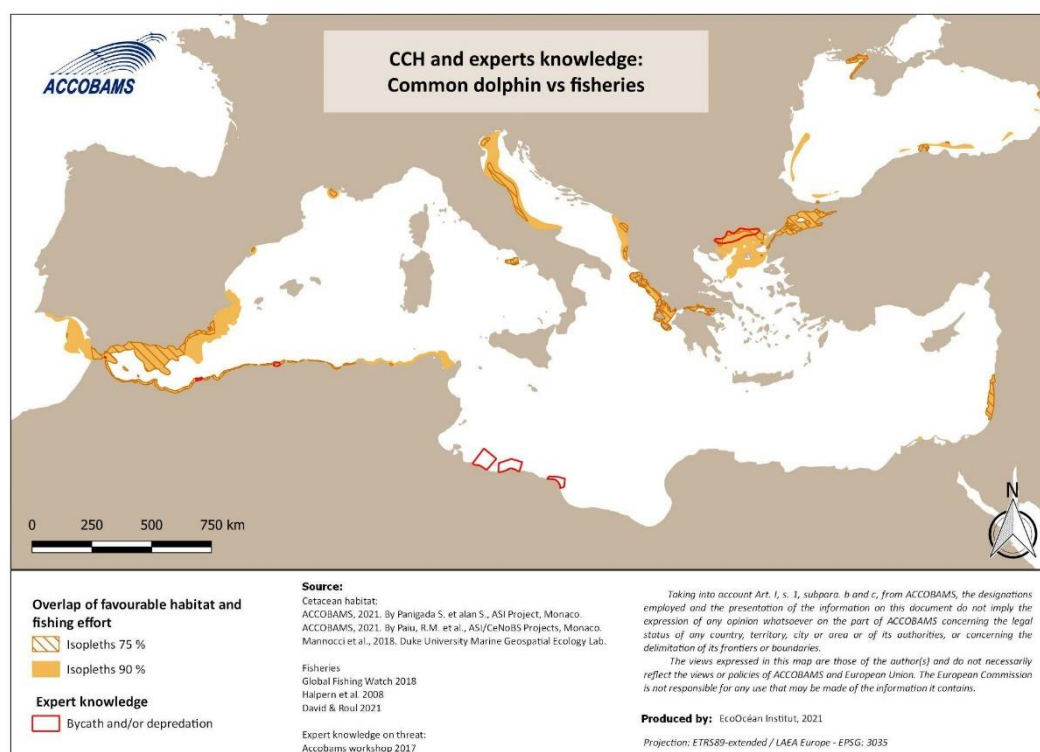 ACCOBAMS
CCH and experts knowledge:
Common dolphin vs fisheries
N
0 250 500 750 km
Overlap of favourable habitat and
fishing effort
Isopleths 75 %
Isopleths 90 %
Expert knowledge
Bycath and/or depredation
Source:
Cetacean habitat:
ACCOBAMS, 2021. By Panigada S. et alan S., ASI Project, Monaco.
ACCOBAMS, 2021. By Paiu, R.M. et al., ASI/CeNoBS Projects, Monaco.
Mannocci et al., 2018. Duke University Marine Geospatial Ecology Lab.
Fisheries
Global Fishing Watch 2018
Halpern et al. 2008
David & Roul 2021
Expert knowledge on threat:
Accobams workshop 2017
Taking into account Art. I, s. 1, subpara. b and c, from ACCOBAMS, the designations
employed and the presentation of the information on this document do not imply the
expression of any opinion whatsoever on the part of ACCOBAMS concerning the legal
status of any country, territory, city or area or of its authorities, or concerning the
delimitation of its frontiers or boundaries.
The views expressed in this map are those of the author(s) and do not necessarily
reflect the views or policies of ACCOBAMS and European Union. The European Commission
is not responsible for any use that may be made of the information it contains.
Produced by: EcoOcéan Institut, 2021
Projection: ETRS89-extended / LAEA Europe - EPSG: 3035